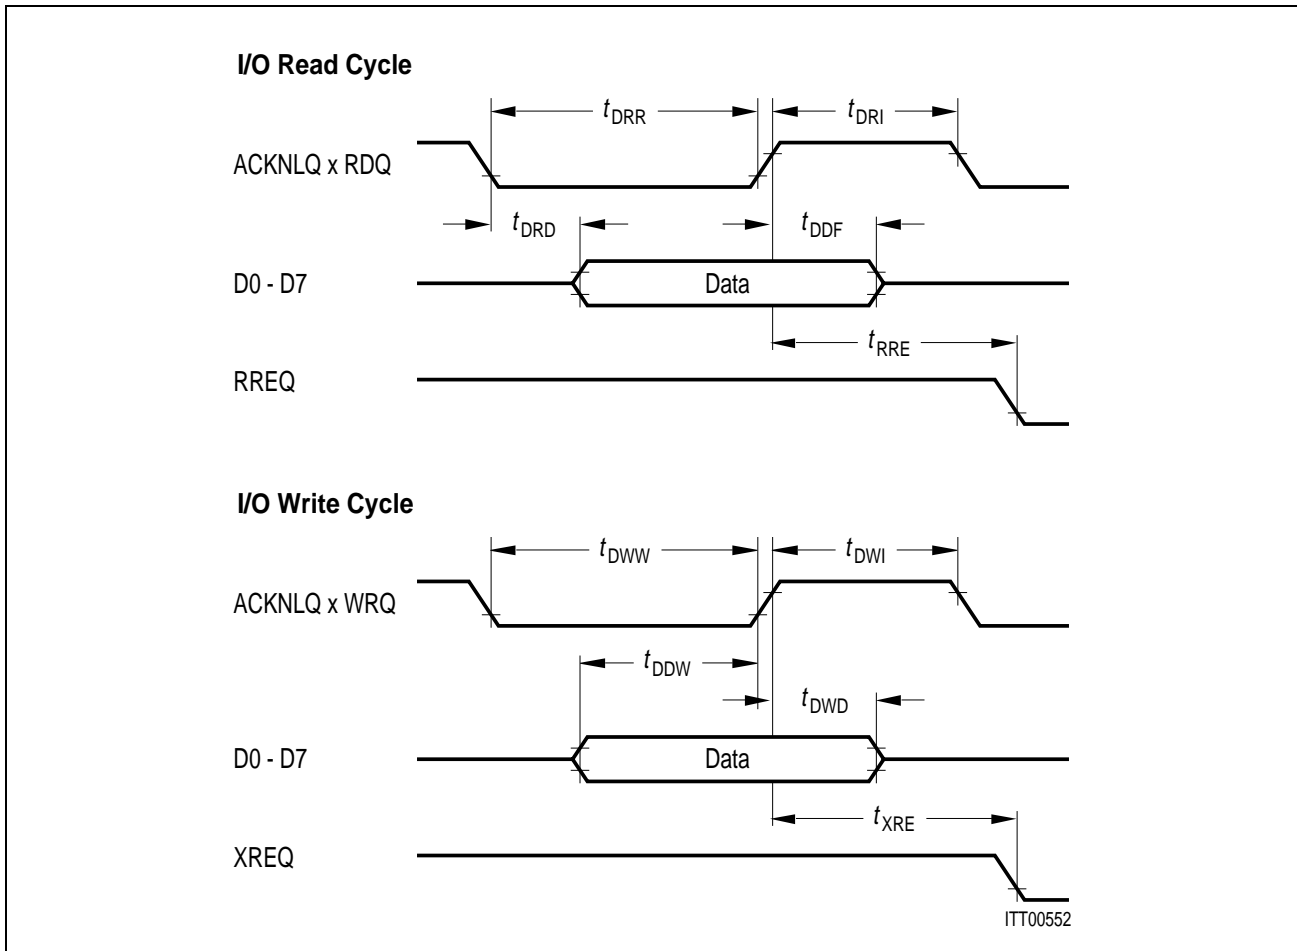 I/O Read Cycle
tDRR tDRI
ACKNLQ x RDQ
tDRD tDDF
D0 - D7 Data
tRRE
RREQ
I/O Write Cycle
tDWW tDWI
ACKNLQ x WRQ
tDDW
tDWD
D0 - D7 Data
tXRE
XREQ
ITT00552